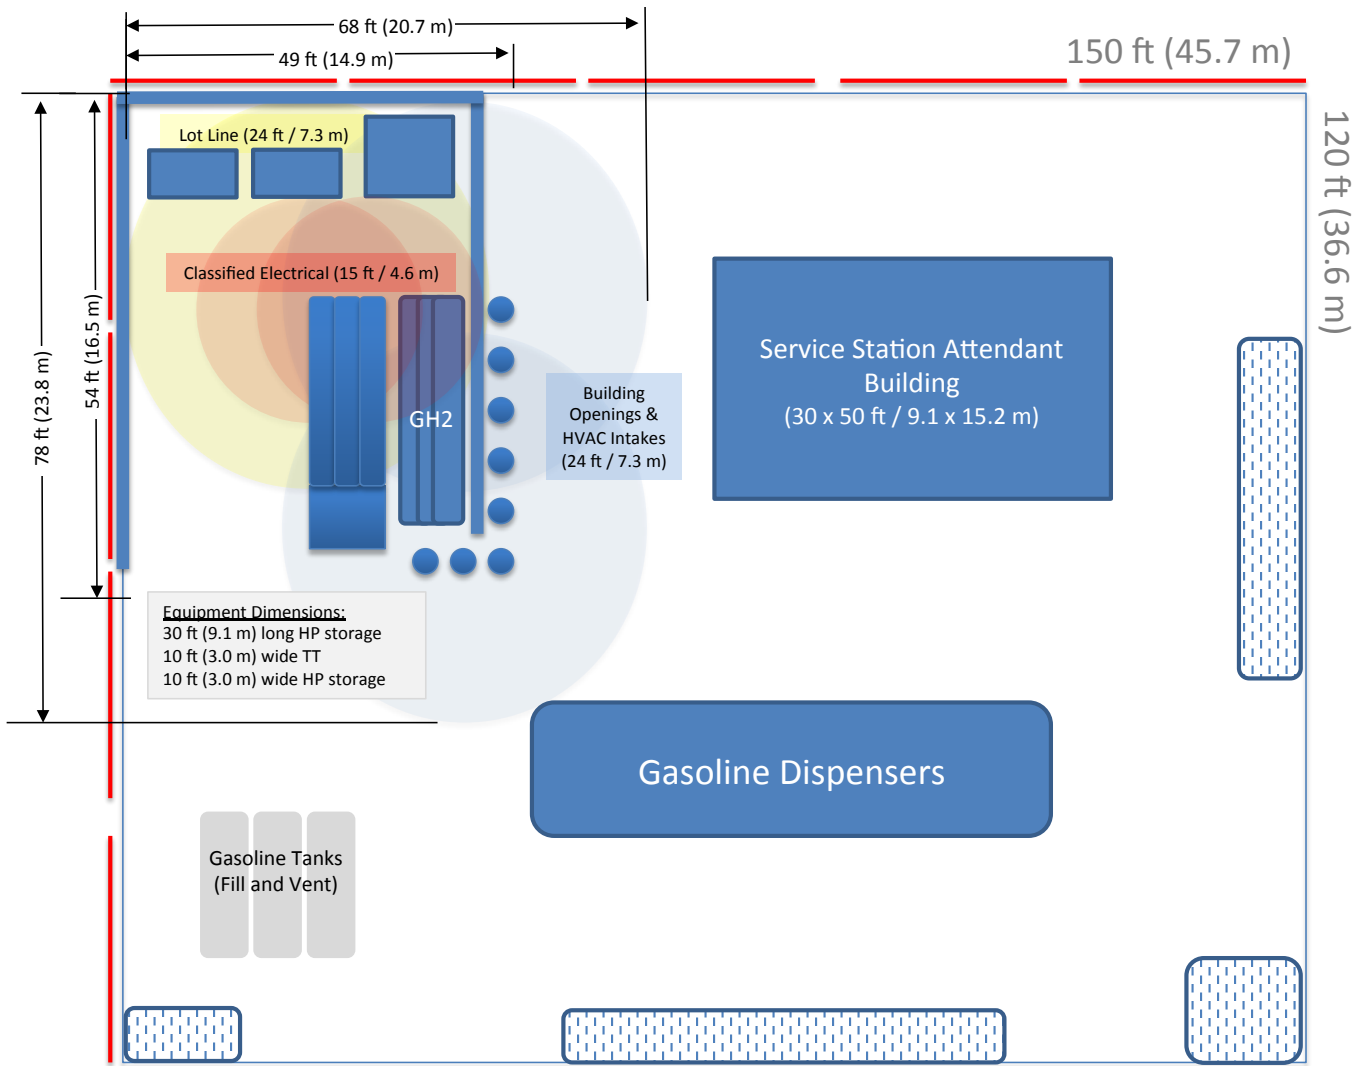 68 ft (20.7 m)
49 ft (14.9 m)
150 ft (45.7 m)
120 ft (36.6 m)
Lot Line (24 ft / 7.3 m)
Classified Electrical (15 ft / 4.6 m)
78 ft (23.8 m)
54 ft (16.5 m)
GH2
Building
Openings &
HVAC Intakes
(24 ft / 7.3 m)
Service Station Attendant
Building
(30 x 50 ft / 9.1 x 15.2 m)
Equipment Dimensions:
30 ft (9.1 m) long HP storage
10 ft (3.0 m) wide TT
10 ft (3.0 m) wide HP storage
Gasoline Dispensers
Gasoline Tanks
(Fill and Vent)